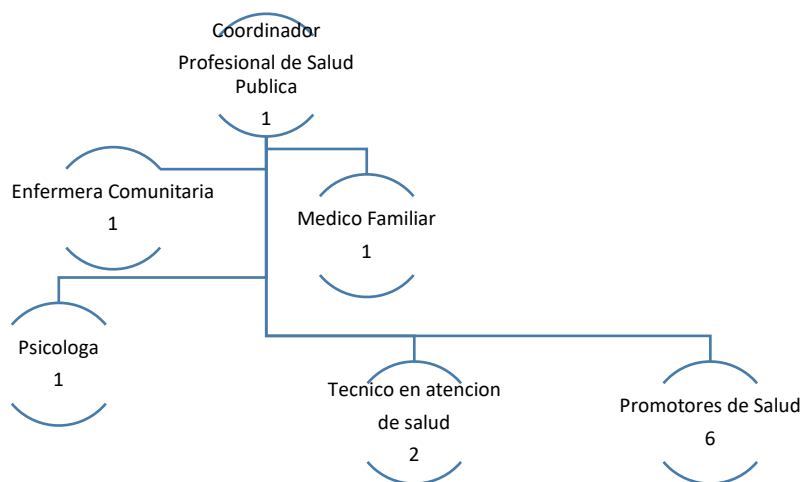 Coordinador
Profesional de Salud
Publica
1
Enfermera Comunitaria
1
Medico Familiar
1
Psicologa
1
Tecnico en atencion
de salud
2
Promotores de Salud
6